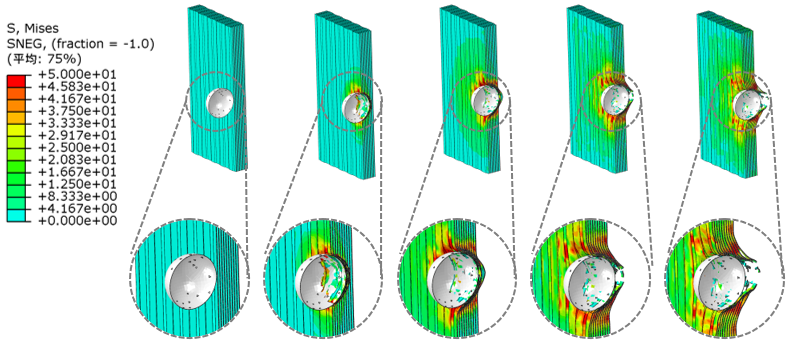 S, Mises
SNEG, (fraction = -1.0)
(平均: 75%)
+5.000e+01
+4.583e+01
+4.167e+01
+3.750e+01
+3.333e+01
+2.917e+01
+2.500e+01
+2.083e+01
+1.667e+01
+1.250e+01
+8.333e+00
+4.167e+00
+0.000e+00